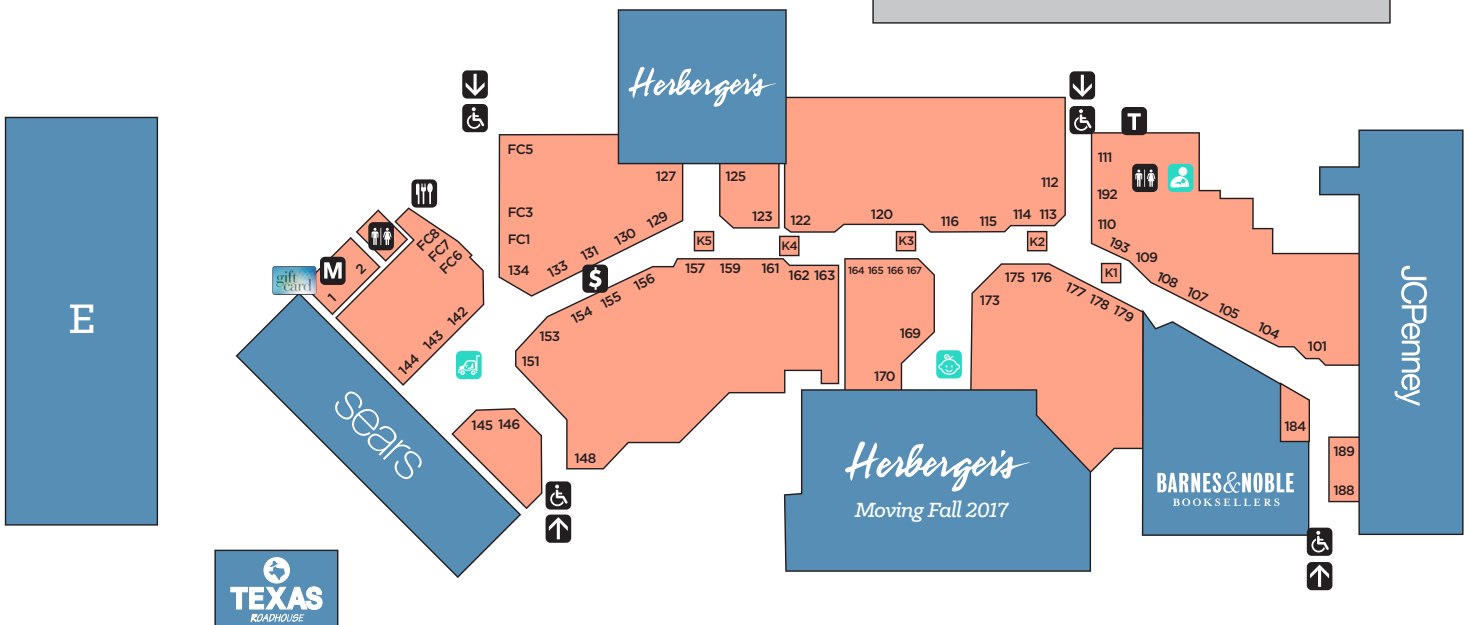 Herberger's
T
FC5
127
125
111
112
192
FC3
129
123
122
120
116
115
114
113
110
FC1
130
131
133
134
K5
K4
K3
K2
193
109
K1
108
107
105
104
101
FC8
FC7
FC6
M
2
1
gift
card
$
157
159
161
162
163
164
165
166
167
156
155
154
153
151
175
176
177
178
179
173
169
170
142
143
144
145
146
148
E
sears
JCPenney
Herberger's
Moving Fall 2017
BARNES&NOBLE
BOOKSELLERS
184
189
188
TEXAS
ROADHOUSE